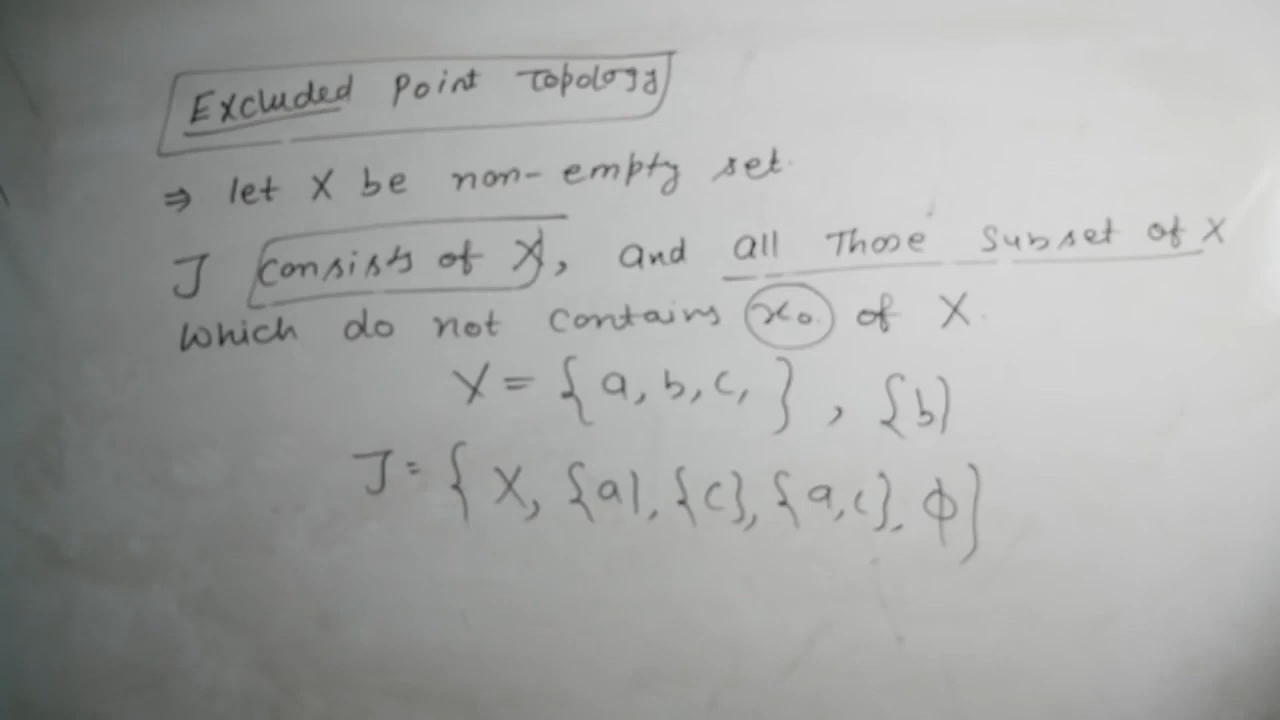 Excluded Point Topology
⇒ let X be non-empty set.
J consists of X, and all Those subset of X
which do not contains x₀ of X.
X = {a, b, c, }, {b}
J = {X, {a}, {c}, {a, c}, ϕ}